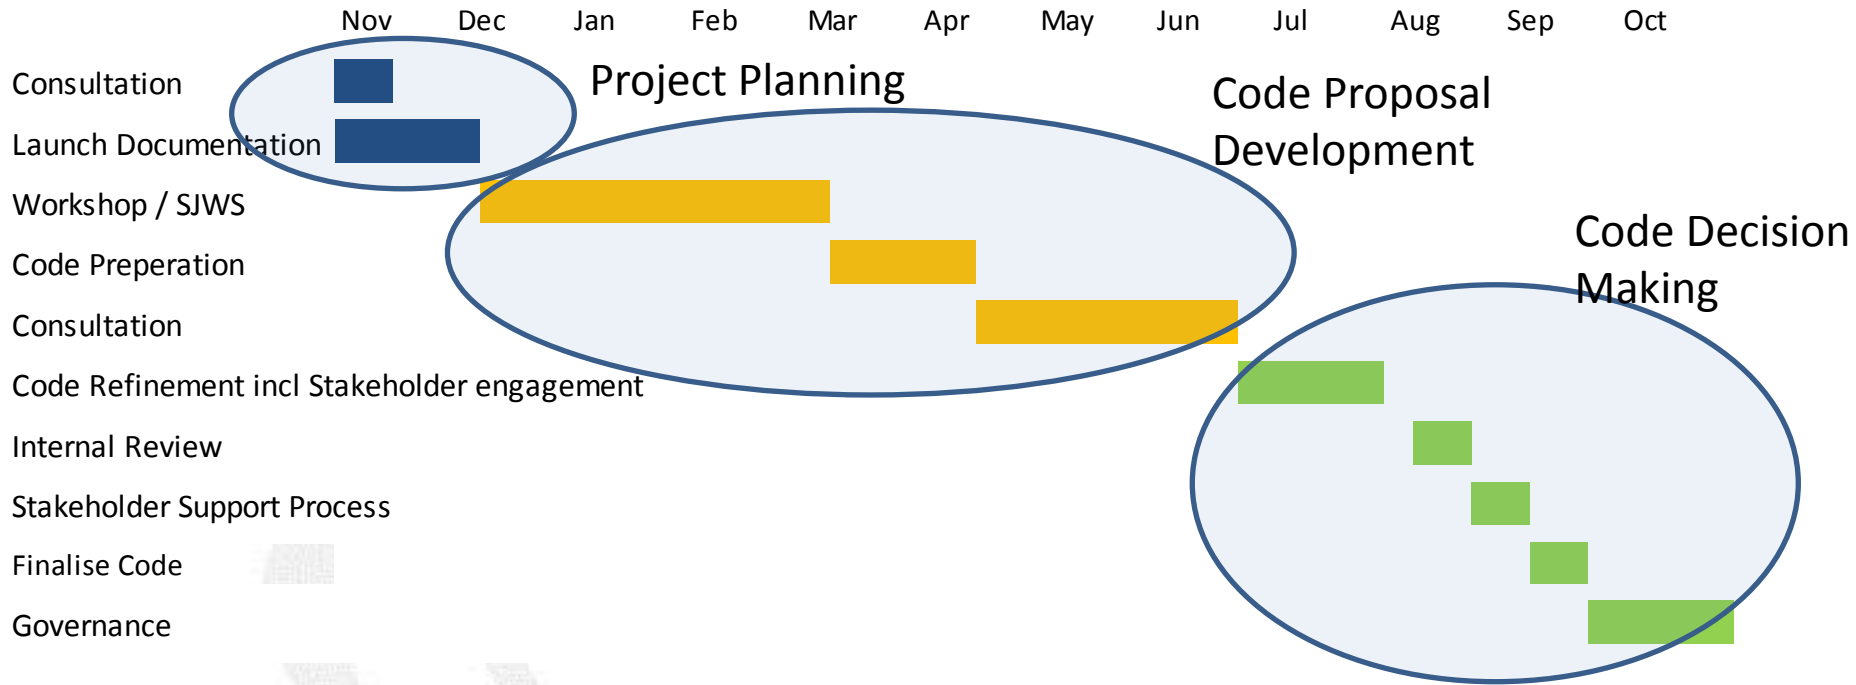 Nov Dec Jan Feb Mar Apr May Jun Jul Aug Sep Oct
Consultation
Project Planning
Code Proposal
Development
Launch Documentation
Workshop / SJWS
Code Decision
Making
Code Preperation
Consultation
Code Refinement incl Stakeholder engagement
Internal Review
Stakeholder Support Process
Finalise Code
Governance